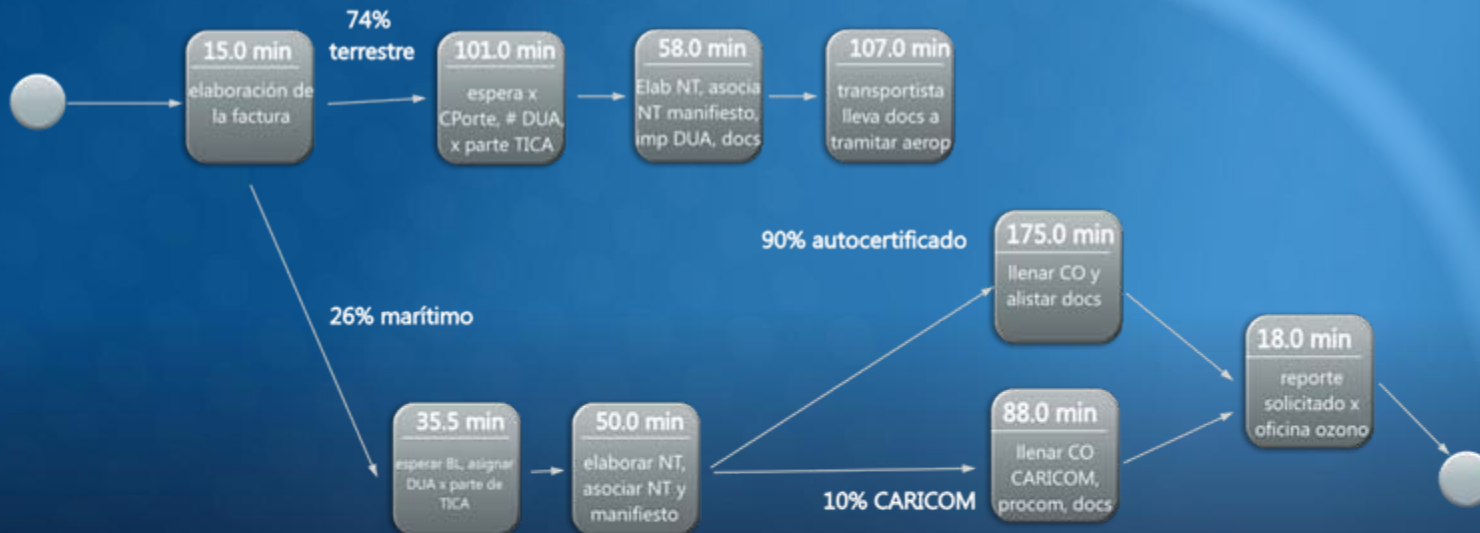 74%
terrestre
15.0 min
elaboración de
la factura
101.0 min
espera x
CPorte, # DUA,
x parte TICA
58.0 min
Elab NT, asocia
NT manifiesto,
imp DUA, docs
107.0 min
transportista
lleva docs a
tramitar aerop
90% autocertificado
175.0 min
llenar CO y
alistar docs
26% marítimo
18.0 min
reporte
solicitado x
oficina ozono
35.5 min
esperar BL, asignar
DUA x parte de
TICA
50.0 min
elaborar NT,
asociar NT y
manifiesto
10% CARICOM
88.0 min
llenar CO
CARICOM,
procom, docs